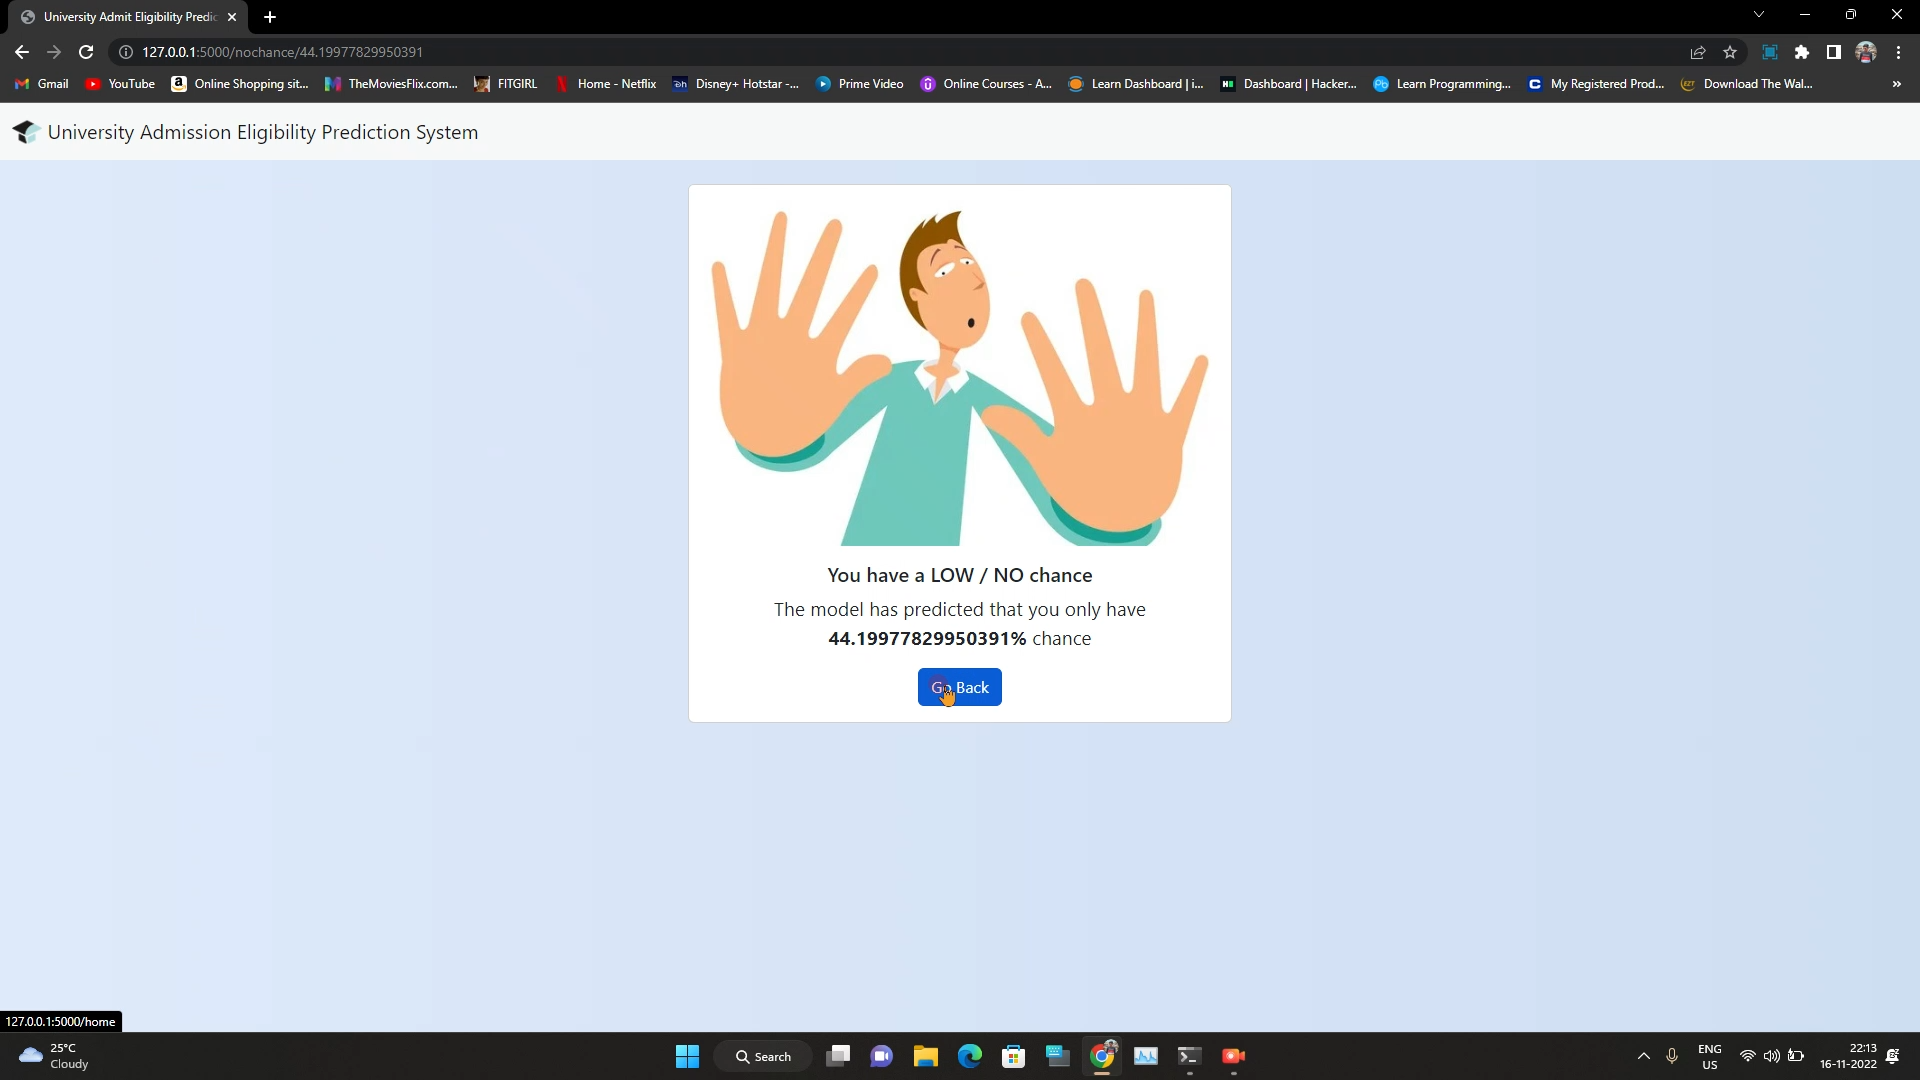 University Admit Eligibility Predic
127.0.0.1:5000/nochance/44.19977829950391
Gmail YouTube Online Shopping sit... TheMoviesFlix.com... FITGIRL Home - Netflix Disney+ Hotstar -... Prime Video Online Courses - A... Learn Dashboard | i... Dashboard | Hacker... Learn Programming,... My Registered Prod... Download The Wal... »
University Admission Eligibility Prediction System
You have a LOW / NO chance
The model has predicted that you only have
44.19977829950391% chance
Go Back
127.0.0.1:5000/home
25°C
Cloudy
Search
ENG
US
22:13
16-11-2022